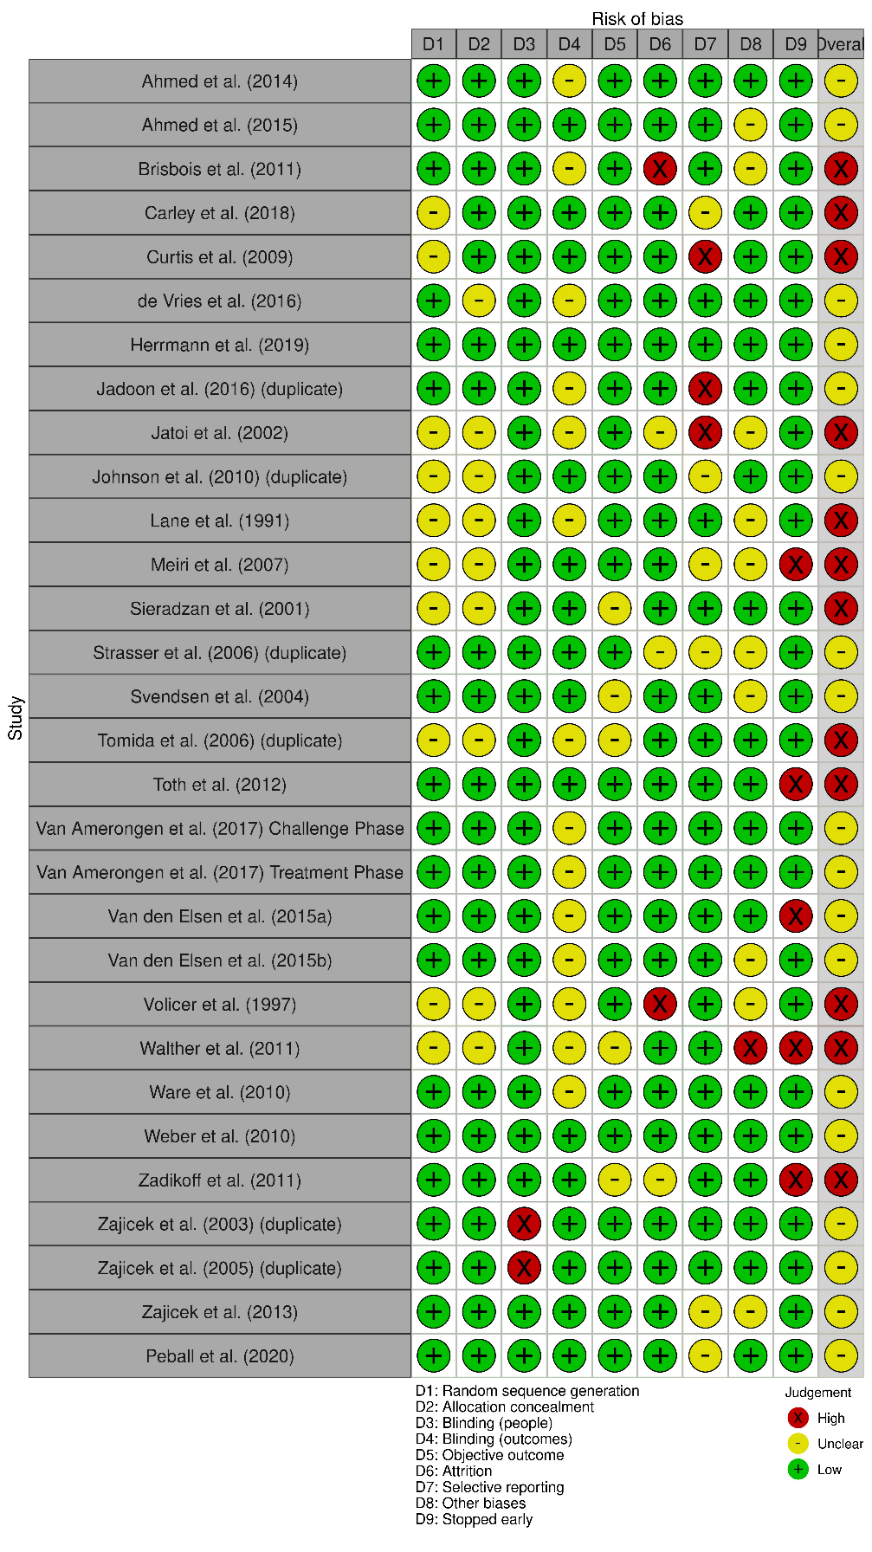 Risk of bias
D1 D2 D3 D4 D5 D6 D7 D8 D9 Overal
Ahmed et al. (2014) + + + - + + + + + -
Ahmed et al. (2015) + + + + + + + - + -
Brisbois et al. (2011) + + + - + X + - + X
Carley et al. (2018) - + + + + + - + + X
Curtis et al. (2009) - + + + + + X + + X
de Vries et al. (2016) + - + - + + + + + -
Herrmann et al. (2019) + + + + + + + + + -
Jadoon et al. (2016) (duplicate) + + + - + + X + + -
Jatoi et al. (2002) - - + - + - X - + X
Johnson et al. (2010) (duplicate) - - + + + + - + + -
Lane et al. (1991) - - + - + + + - + X
Meiri et al. (2007) - - + + + + - - X X
Sieradzan et al. (2001) - - + + - + + + + X
Strasser et al. (2006) (duplicate) + + + + + - - - + -
Svendsen et al. (2004) + + + + - + + - + -
Tomida et al. (2006) (duplicate) - - + - - + + + + X
Toth et al. (2012) + + + + + + + + X X
Van Amerongen et al. (2017) Challenge Phase + + + - + + + + + -
Van Amerongen et al. (2017) Treatment Phase + + + - + + + + + -
Van den Elsen et al. (2015a) + + + - + + + + X -
Van den Elsen et al. (2015b) + + + - + + + - + -
Volicer et al. (1997) - - + - + X + - + X
Walther et al. (2011) - - + - - + + X X X
Ware et al. (2010) + + + - + + + + + -
Weber et al. (2010) + + + + + + + + + -
Zadikoff et al. (2011) + + + + - - + + X X
Zajicek et al. (2003) (duplicate) + + X + + + + + + -
Zajicek et al. (2005) (duplicate) + + X + + + + + + -
Zajicek et al. (2013) + + + + + + - - + -
Peball et al. (2020) + + + + + + - + + -
Study
D1: Random sequence generation
D2: Allocation concealment
D3: Blinding (people)
D4: Blinding (outcomes)
D5: Objective outcome
D6: Attrition
D7: Selective reporting
D8: Other biases
D9: Stopped early
Judgement
X High
- Unclear
+ Low